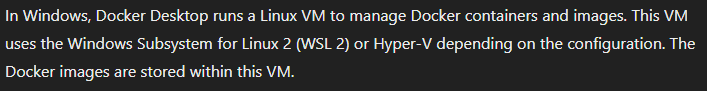 In Windows, Docker Desktop runs a Linux VM to manage Docker containers and images. This VM
uses the Windows Subsystem for Linux 2 (WSL 2) or Hyper-V depending on the configuration. The
Docker images are stored within this VM.